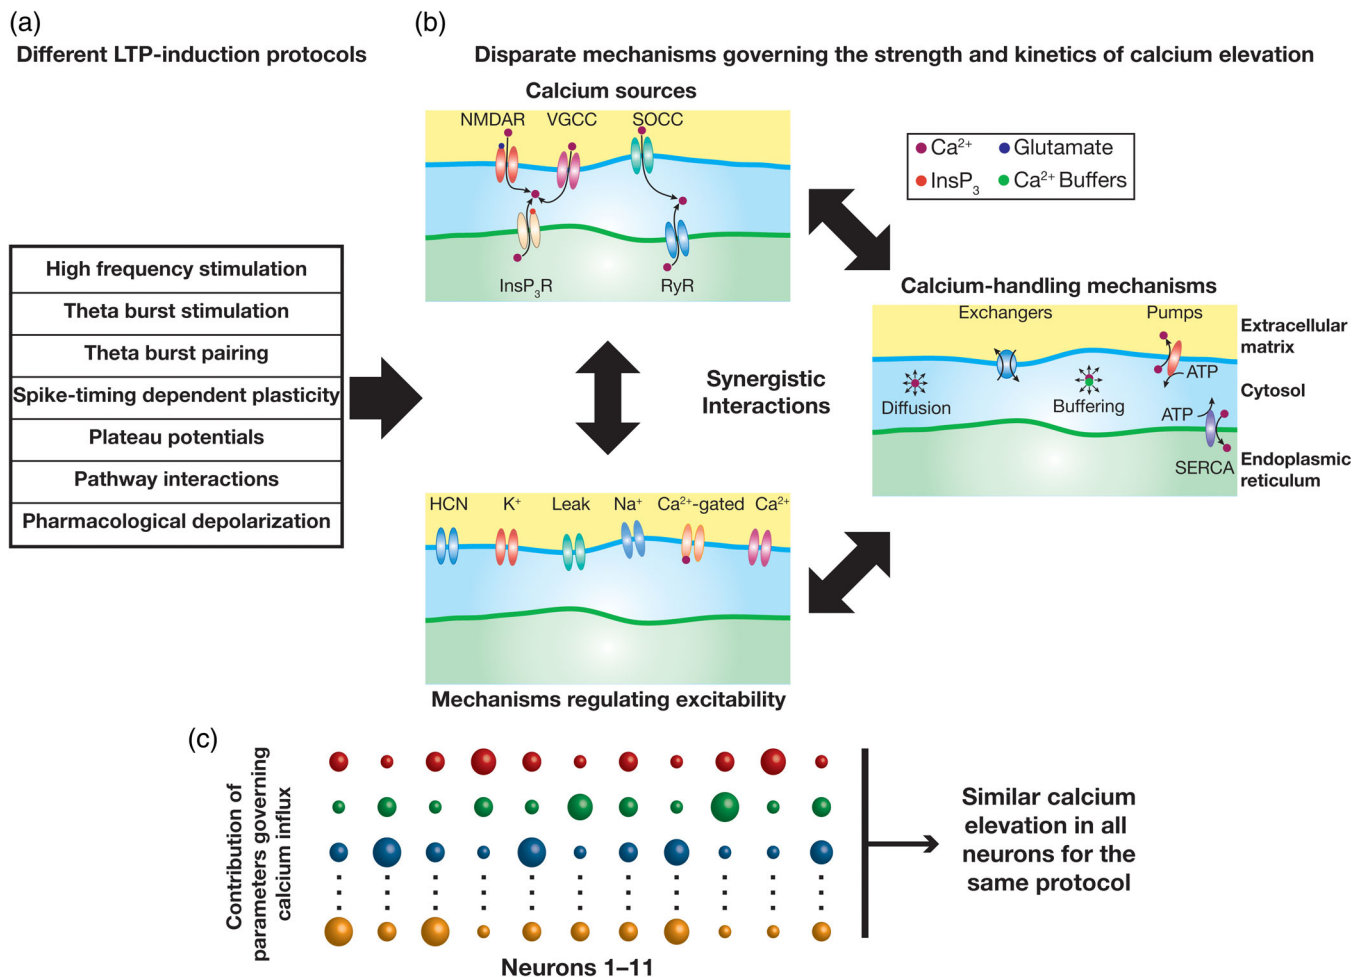 (a)
Different LTP-induction protocols
High frequency stimulation
Theta burst stimulation
Theta burst pairing
Spike-timing dependent plasticity
Plateau potentials
Pathway interactions
Pharmacological depolarization
(b)
Disparate mechanisms governing the strength and kinetics of calcium elevation
Calcium sources
NMDAR VGCC SOCC
InsP₃R RyR
Ca²⁺ Glutamate
InsP₃ Ca²⁺ Buffers
Calcium-handling mechanisms
Exchangers Pumps
Extracellular
matrix
ATP
Cytosol
Diffusion Buffering
ATP
SERCA
Endoplasmic
reticulum
Synergistic
Interactions
HCN K⁺ Leak Na⁺ Ca²⁺-gated Ca²⁺
Mechanisms regulating excitability
(c)
Contribution of
parameters governing
calcium influx
Neurons 1–11
Similar calcium
elevation in all
neurons for the
same protocol